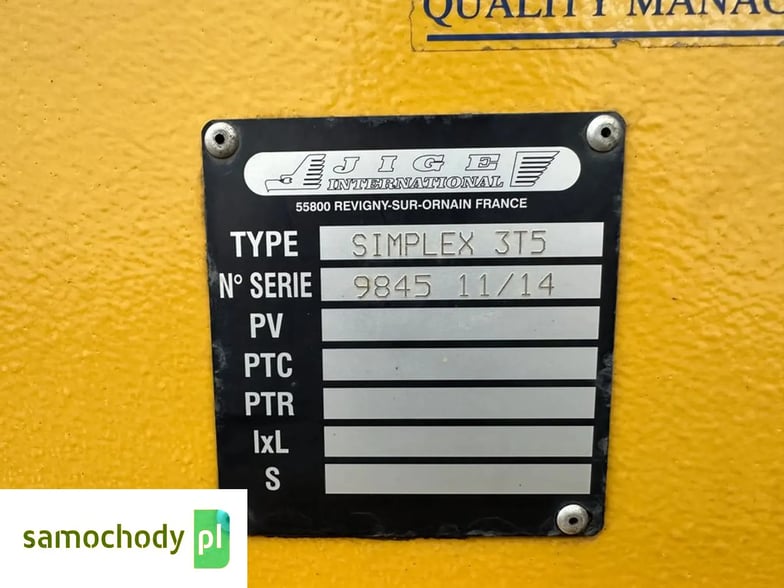 QUALITY MANAG
JIGE
INTERNATIONAL
55800 REVIGNY-SUR-ORNAIN FRANCE
TYPE SIMPLEX 3T5
N° SERIE 9845 11/14
PV
PTC
PTR
IxL
S
samochody pl